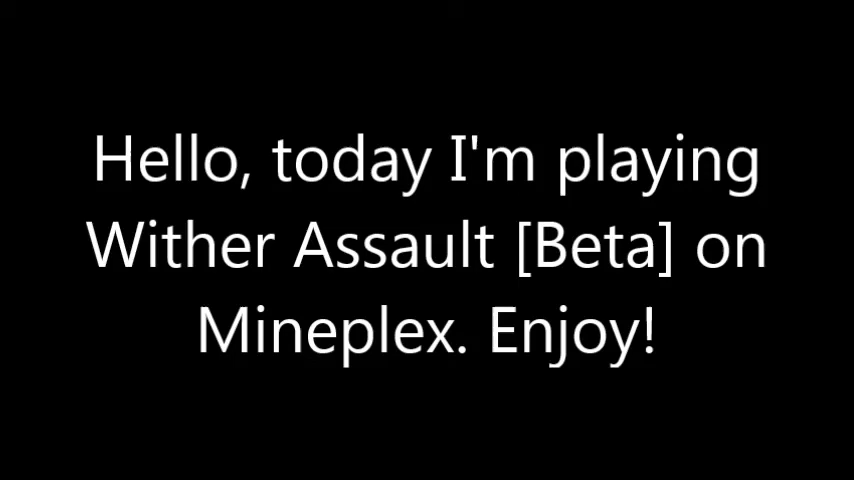 Hello, today I'm playing
Wither Assault [Beta] on
Mineplex. Enjoy!